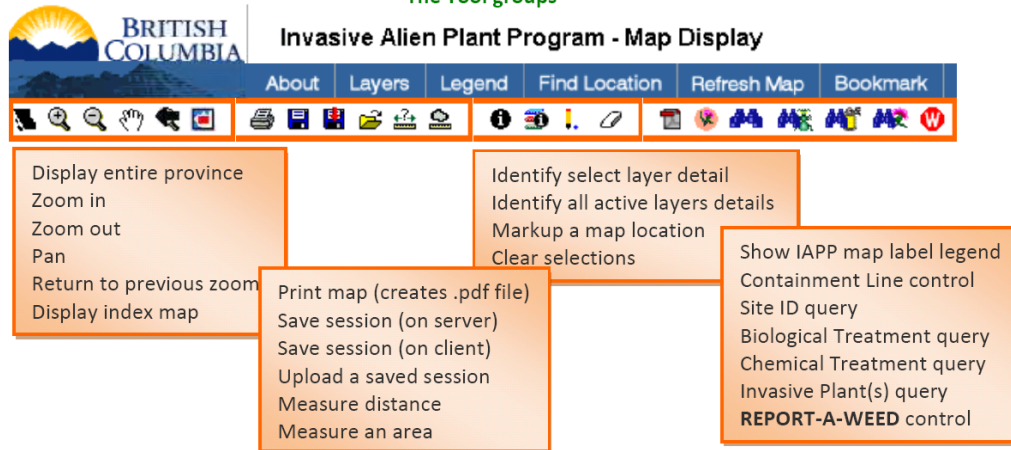 The Tool groups
BRITISH
COLUMBIA
Invasive Alien Plant Program - Map Display
About Layers Legend Find Location Refresh Map Bookmark
Display entire province
Zoom in
Zoom out
Pan
Return to previous zoom
Display index map
Print map (creates .pdf file)
Save session (on server)
Save session (on client)
Upload a saved session
Measure distance
Measure an area
Identify select layer detail
Identify all active layers details
Markup a map location
Clear selections
Show IAPP map label legend
Containment Line control
Site ID query
Biological Treatment query
Chemical Treatment query
Invasive Plant(s) query
REPORT-A-WEED control